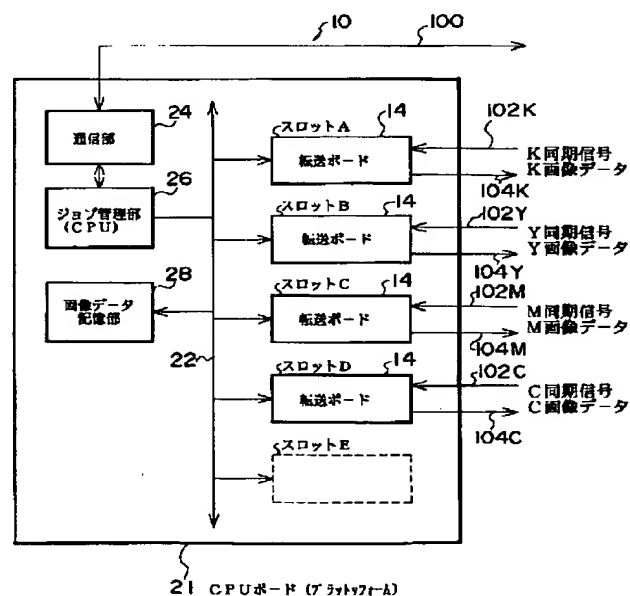 10
100
24
通信部
26
ジョブ管理部
(CPU)
28
画像データ
記憶部
22
スロットA
14
転送ボード
102K
K同期信号
K画像データ
104K
スロットB
14
転送ボード
102Y
Y同期信号
Y画像データ
104Y
スロットC
14
転送ボード
102M
M同期信号
M画像データ
104M
スロットD
14
転送ボード
102C
C同期信号
C画像データ
104C
スロットE
21 CPUボード (プラットフォーム)